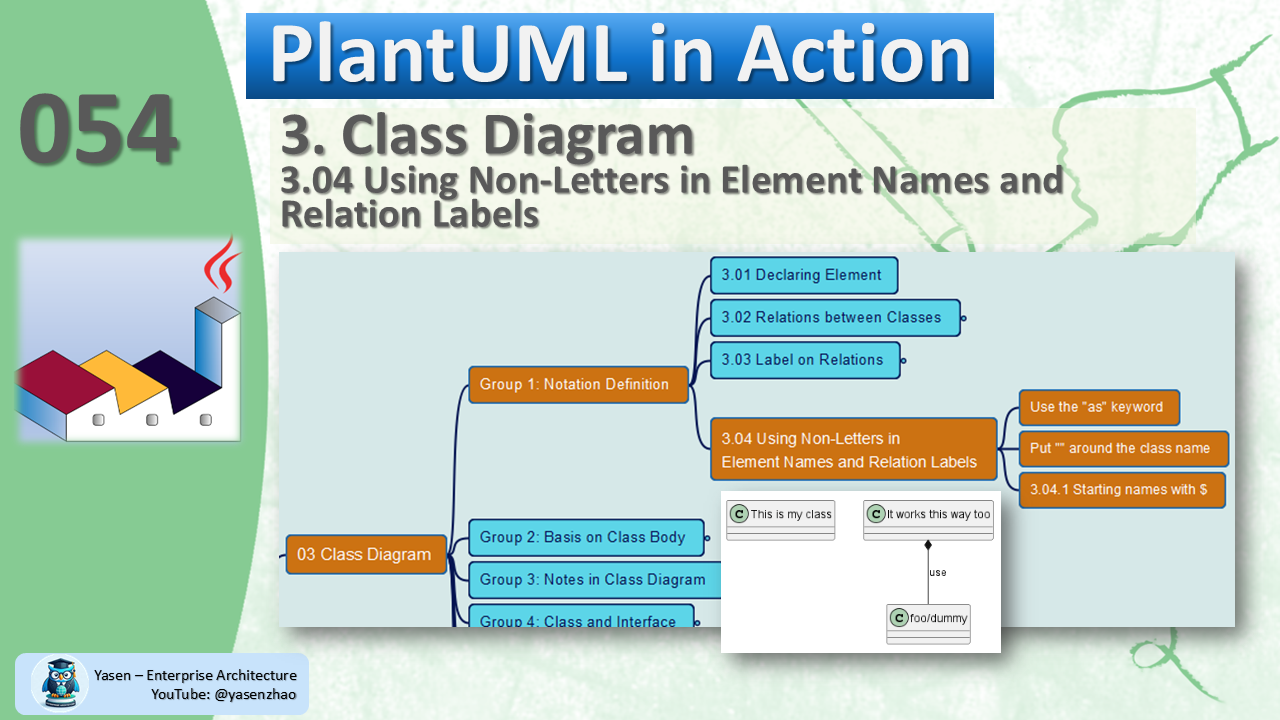 PlantUML in Action
054
3. Class Diagram
3.04 Using Non-Letters in Element Names and
Relation Labels
3.01 Declaring Element
3.02 Relations between Classes
3.03 Label on Relations
Group 1: Notation Definition
3.04 Using Non-Letters in
Element Names and Relation Labels
Use the "as" keyword
Put "" around the class name
3.04.1 Starting names with $
03 Class Diagram
Group 2: Basis on Class Body
Group 3: Notes in Class Diagram
Group 4: Class and Interface
C This is my class
C It works this way too
use
C foo/dummy
Yasen – Enterprise Architecture
YouTube: @yasenzhao